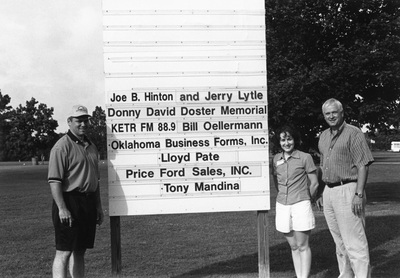 Joe B. Hinton and Jerry Lytle
Donny David Doster Memorial
KETR FM 88.9 Bill Oellermann
Oklahoma Business Forms, Inc.
Lloyd Pate
Price Ford Sales, INC.
Tony Mandina